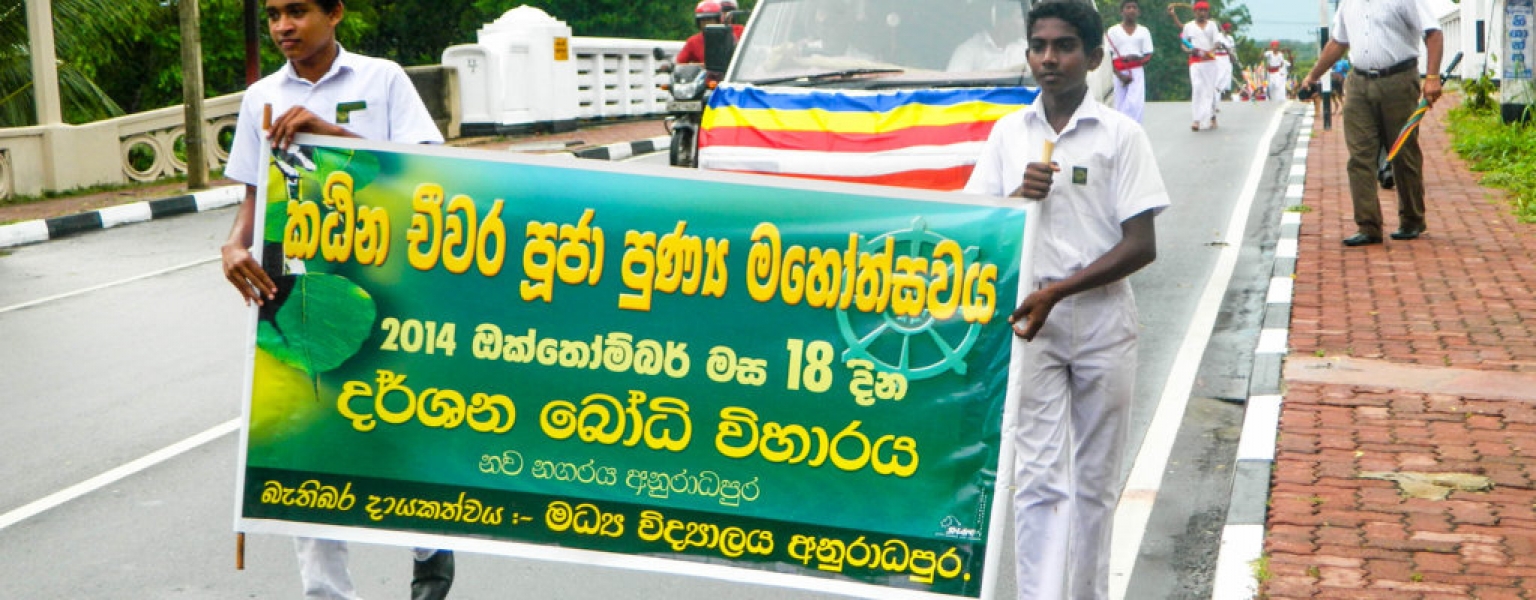 කඨින චීවර පූජා පුණ්‍ය මහෝත්සවය
2014 ඔක්තෝම්බර් මස 18 දින
දර්ශන බෝධි විහාරය
නව නගරය අනුරාධපුර
බැතිබර දායකත්වය :- මධ්‍ය විද්‍යාලය අනුරාධපුර.